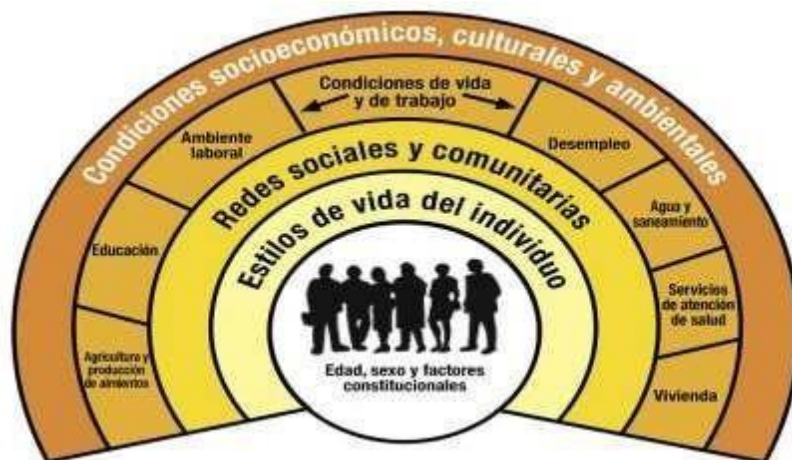 Condiciones socioeconómicos, culturales y ambientales
Condiciones de vida
y de trabajo
Ambiente
laboral
Desempleo
Redes sociales y comunitarias
Agua y
saneamiento
Educación
Estilos de vida del individuo
Servicios
de atención
de salud
Agricultura y
producción
de alimientos
Edad, sexo y factores
constitucionales
Vivienda